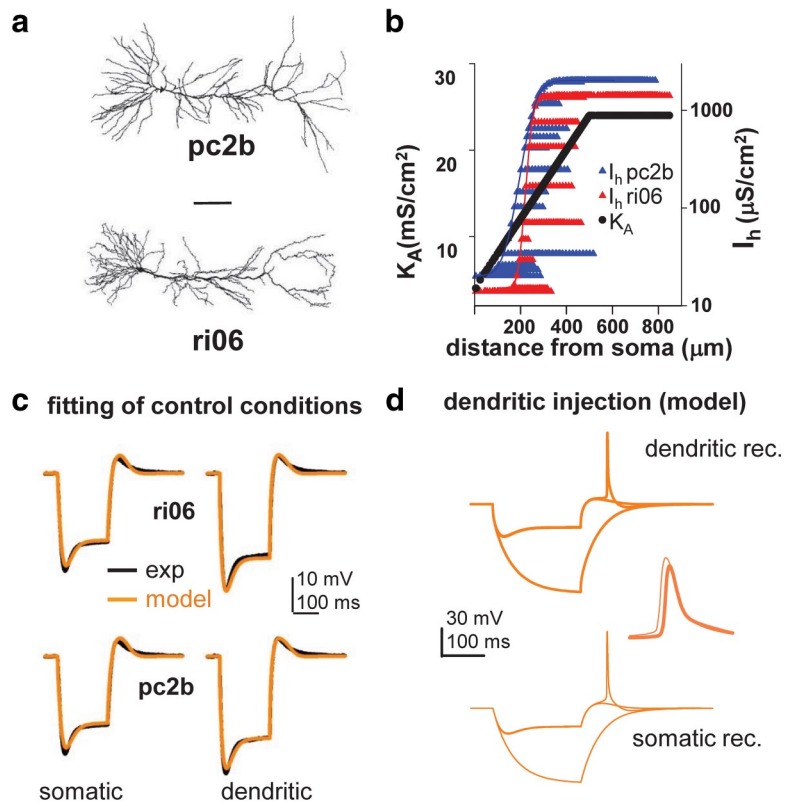 a
pc2b
ri06
b
30
20
10
K_A(mS/cm²)
1000
100
10
I_h (μS/cm²)
I_h pc2b
I_h ri06
K_A
200 400 600 800
distance from soma (μm)
c
fitting of control conditions
ri06
exp
model
10 mV
100 ms
pc2b
somatic
dendritic
d
dendritic injection (model)
dendritic rec.
30 mV
100 ms
somatic rec.